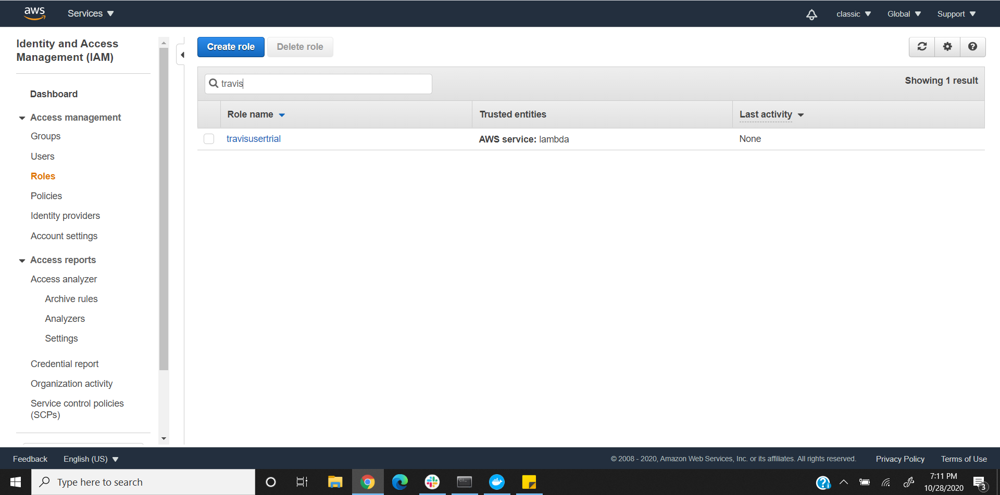 aws
Services
classic
Global
Support
Identity and Access
Management (IAM)
Dashboard
Access management
Groups
Users
Roles
Policies
Identity providers
Account settings
Access reports
Access analyzer
Archive rules
Analyzers
Settings
Credential report
Organization activity
Service control policies
(SCPs)
Create role
Delete role
travis
Showing 1 result
Role name
Trusted entities
Last activity
travisusertrial
AWS service: lambda
None
Feedback
English (US)
© 2008 - 2020, Amazon Web Services, Inc. or its affiliates. All rights reserved.
Privacy Policy
Terms of Use
Type here to search
7:11 PM
10/28/2020
3